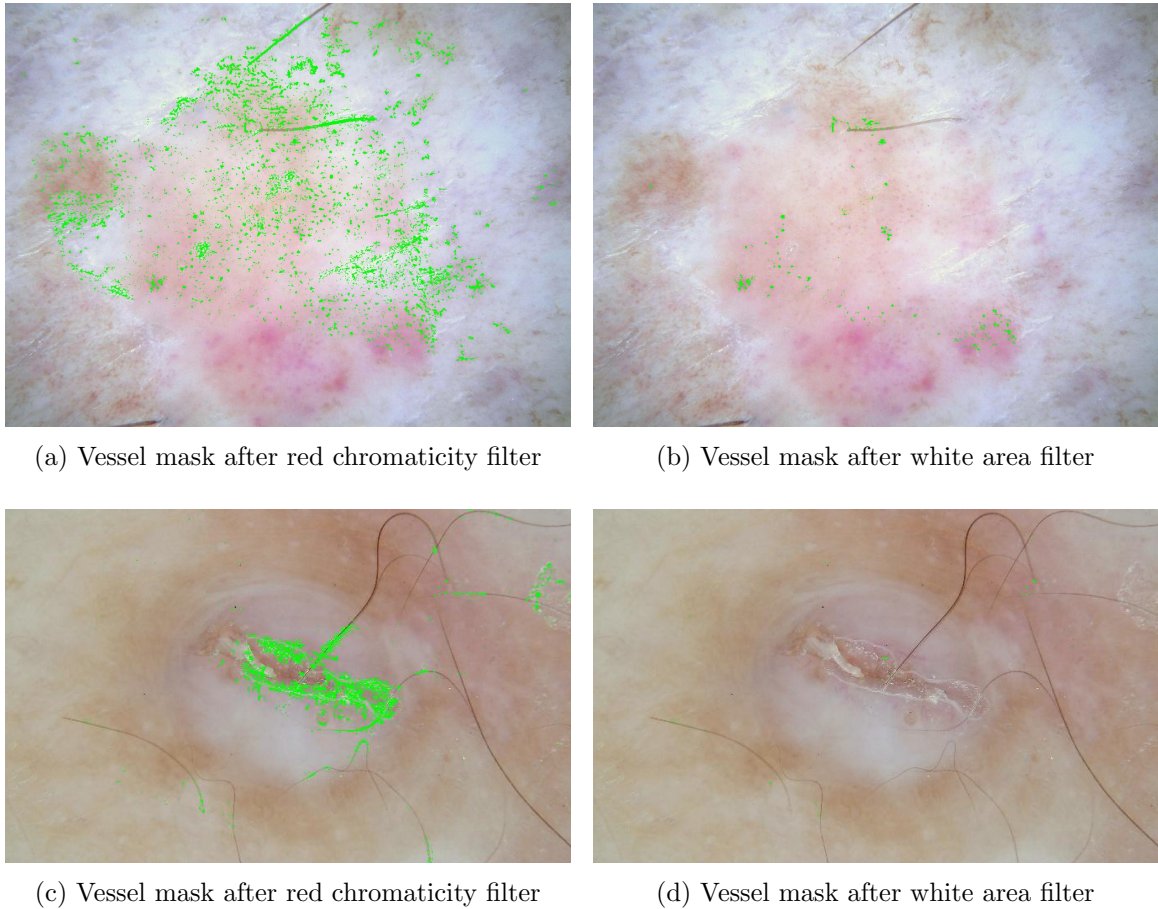 (a) Vessel mask after red chromaticity filter
(b) Vessel mask after white area filter
(c) Vessel mask after red chromaticity filter
(d) Vessel mask after white area filter